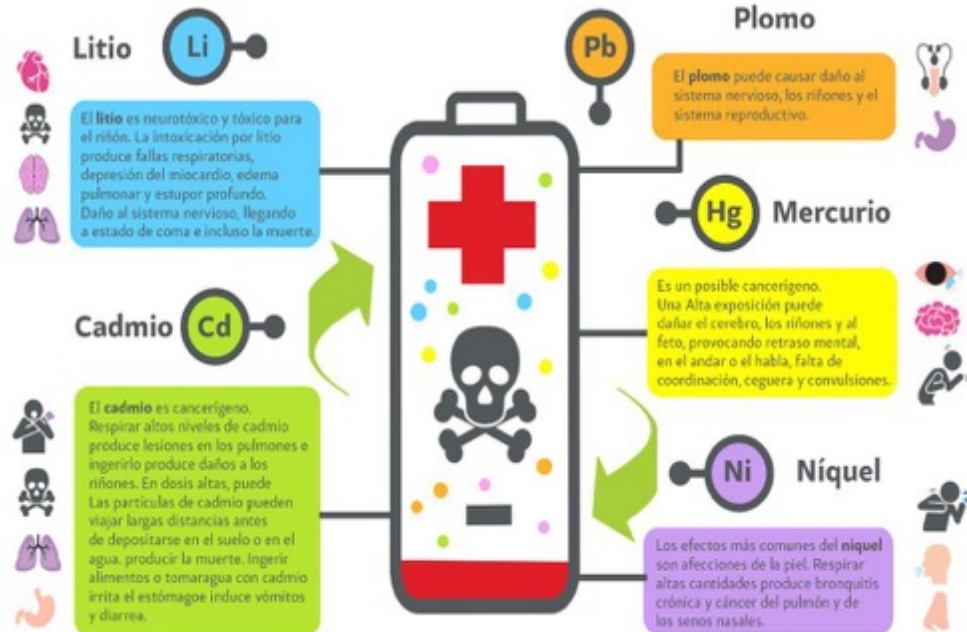 Litio
Li
El litio es neurotóxico y tóxico para
el riñón. La intoxicación por litio
produce fallas respiratorias,
depresión del miocardio, edema
pulmonar y estupor profundo.
Daño al sistema nervioso, llegando
a estado de coma e incluso la muerte.
Cadmio
Cd
El cadmio es cancerígeno.
Respirar altos niveles de cadmio
produce lesiones en los pulmones e
ingerirlo produce daños a los
riñones. En dosis altas, puede
Las partículas de cadmio pueden
viajar largas distancias antes
de depositarse en el suelo o en el
agua. producir la muerte. Ingerir
alimentos o tomaragua con cadmio
irrita el estómagoe induce vómitos
y diarrea.
Pb
Plomo
El plomo puede causar daño al
sistema nervioso, los riñones y el
sistema reproductivo.
Hg
Mercurio
Es un posible cancerígeno.
Una Alta exposición puede
dañar el cerebro, los riñones y al
feto, provocando retraso mental,
en el andar o el habla, falta de
coordinación, ceguera y convulsiones.
Ni
Níquel
Los efectos más comunes del níquel
son afecciones de la piel. Respirar
altas cantidades produce bronquitis
crónica y cáncer del pulmón y de
los senos nasales.